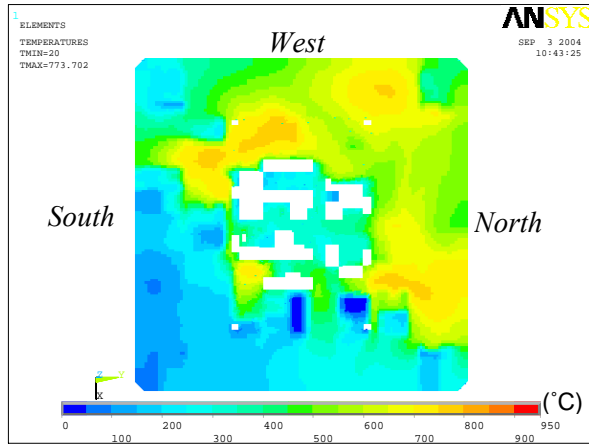 1
ELEMENTS
TEMPERATURES
TMIN=20
TMAX=773.702
ANSYS
SEP 3 2004
10:43:25
West
South
North
Z Y
X
(°C)
0 200 300 400 500 600 700 800 950
100 900